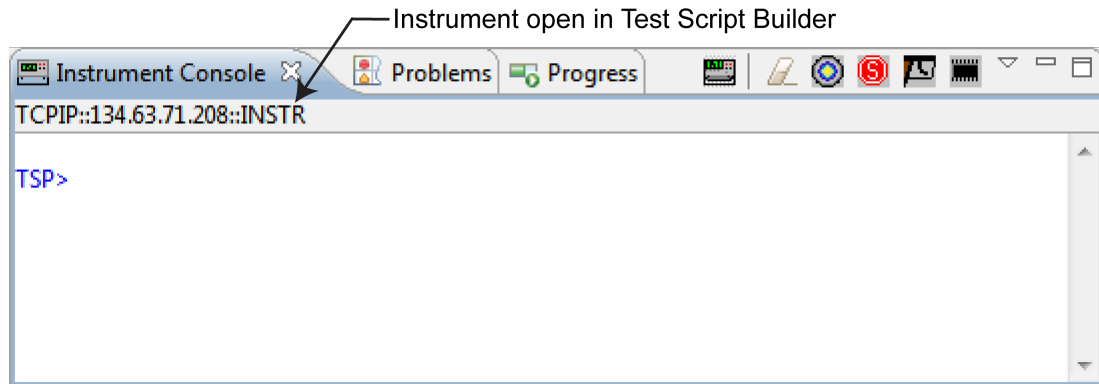 Instrument open in Test Script Builder
Instrument Console Problems Progress
TCPIP::134.63.71.208::INSTR
TSP>